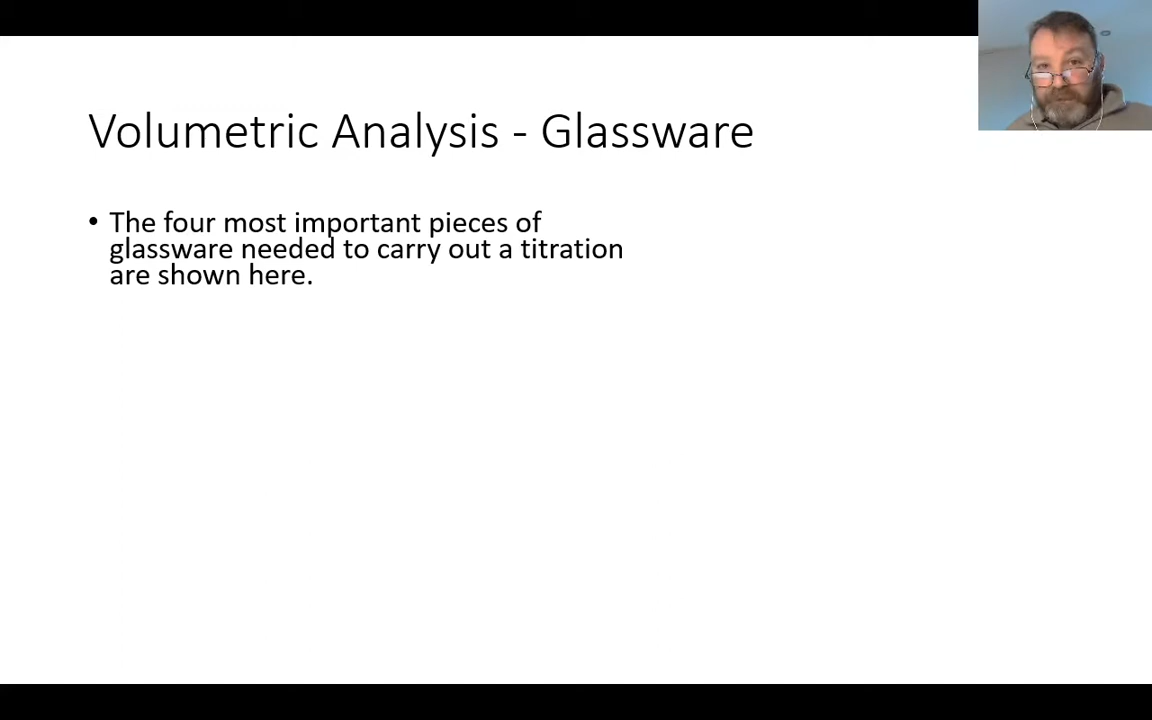 Volumetric Analysis - Glassware
• The four most important pieces of
glassware needed to carry out a titration
are shown here.